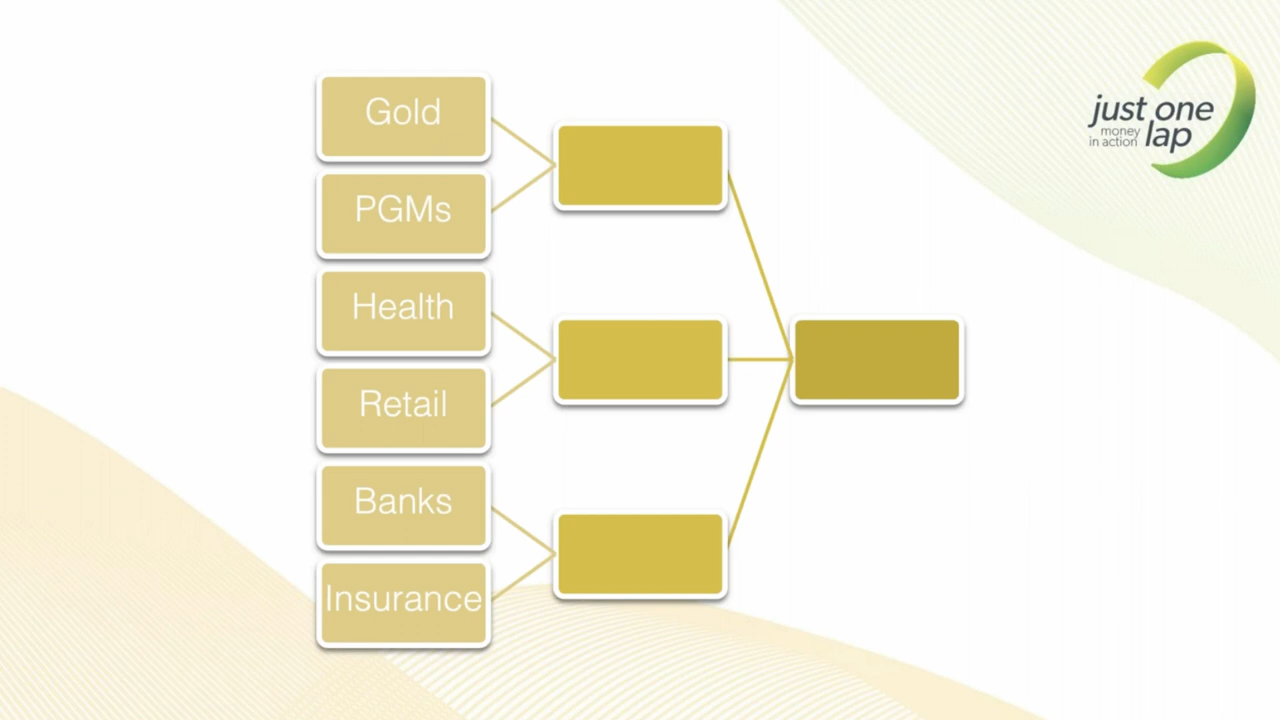 Gold
PGMs
Health
Retail
Banks
Insurance
just one
money
in action
lap